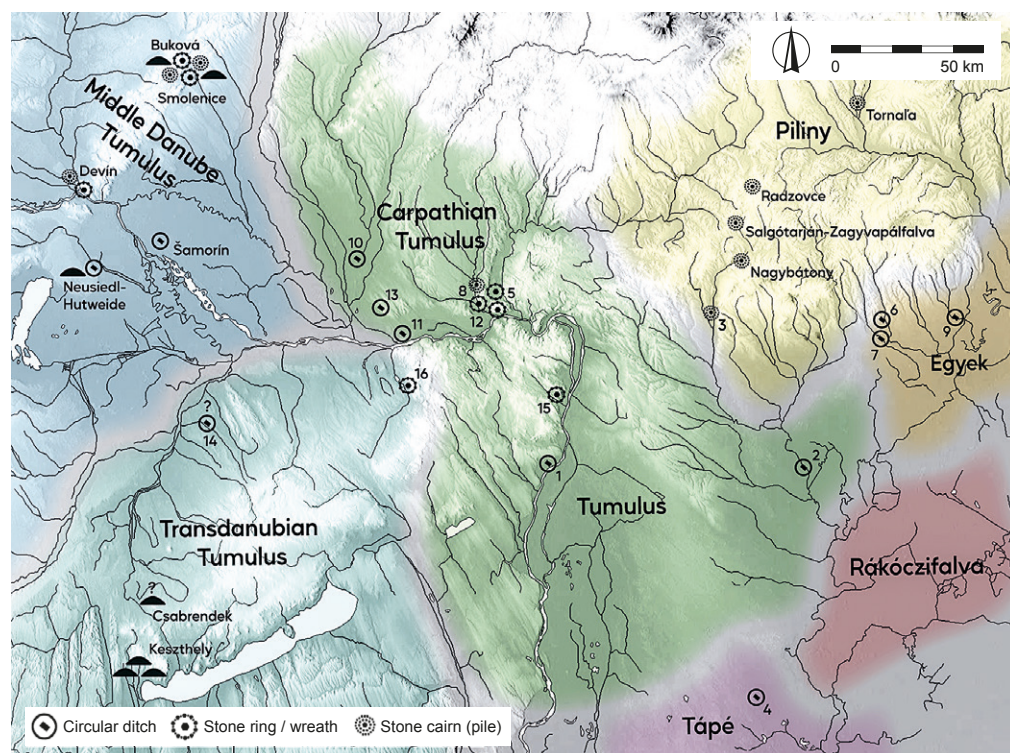 0 50 km
Buková
Smolenice
Middle Danube
Tumulus
Devín
Šamorín
Neusiedl-
Hutweide
Carpathian
Tumulus
10
13
11
8
5
12
16
15
1
?
14
Transdanubian
Tumulus
?
Csabrendek
Keszthely
Piliny
Tornaľa
Radzovce
Salgótarján-Zagyvapálfalva
Nagybátony
3
6
7
9
Egyek
2
Tumulus
Rákóczifalva
4
Tápé
Circular ditch Stone ring / wreath Stone cairn (pile)